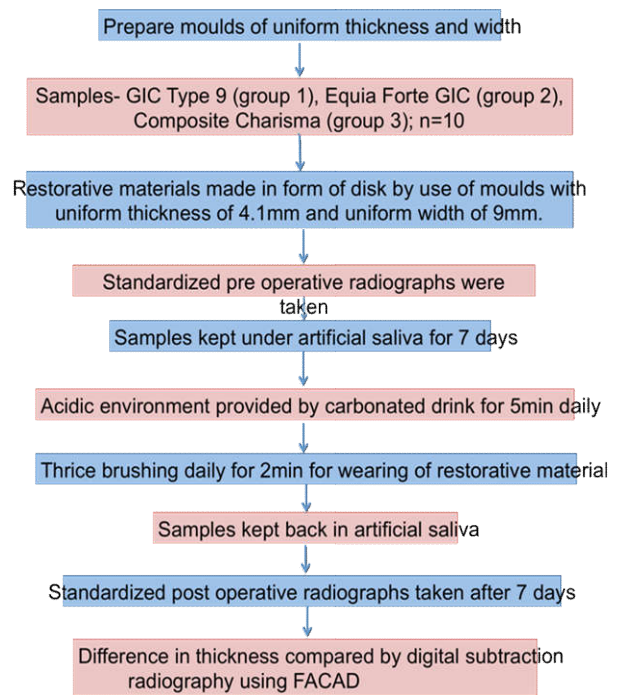 Prepare moulds of uniform thickness and width
Samples- GIC Type 9 (group 1), Equia Forte GIC (group 2),
Composite Charisma (group 3); n=10
Restorative materials made in form of disk by use of moulds with
uniform thickness of 4.1mm and uniform width of 9mm.
Standardized pre operative radiographs were
taken
Samples kept under artificial saliva for 7 days
Acidic environment provided by carbonated drink for 5min daily
Thrice brushing daily for 2min for wearing of restorative material
Samples kept back in artificial saliva
Standardized post operative radiographs taken after 7 days
Difference in thickness compared by digital subtraction
radiography using FACAD